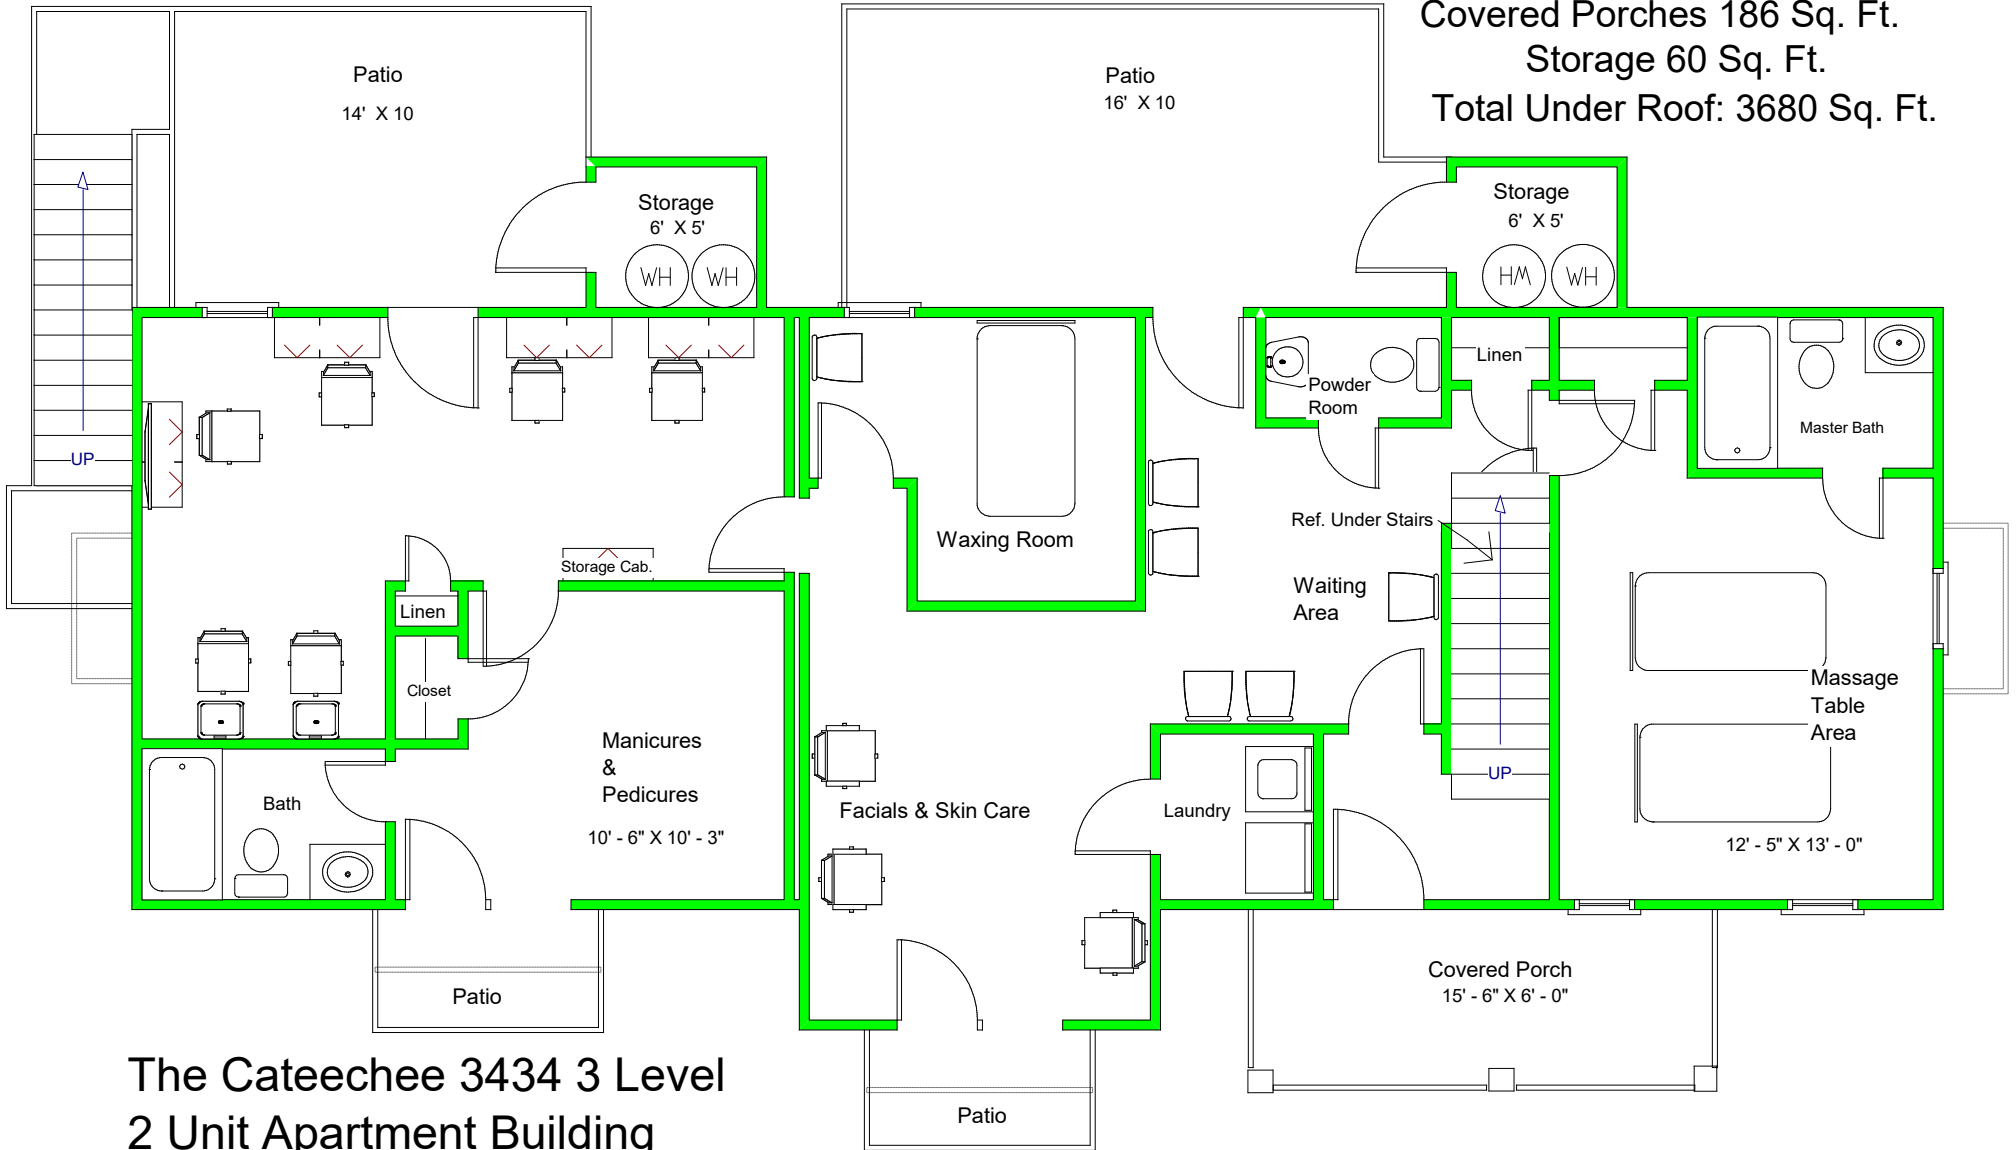 Covered Porches 186 Sq. Ft.
Storage 60 Sq. Ft.
Total Under Roof: 3680 Sq. Ft.
Patio
14' X 10
Patio
16' X 10
Storage
6' X 5'
WH
WH
Storage
6' X 5'
HM
WH
UP
Linen
Powder
Room
Master Bath
Waxing Room
Ref. Under Stairs
Storage Cab.
Waiting
Area
Linen
Closet
Massage
Table
Area
Manicures
&
Pedicures
10' - 6" X 10' - 3"
Bath
Facials & Skin Care
Laundry
UP
12' - 5" X 13' - 0"
Patio
Covered Porch
15' - 6" X 6' - 0"
Patio
The Cateechee 3434 3 Level
2 Unit Apartment Building